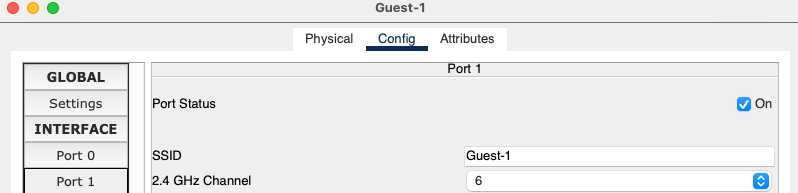 Guest-1
Physical Config Attributes
GLOBAL
Settings
INTERFACE
Port 0
Port 1
Port 1
Port Status On
SSID Guest-1
2.4 GHz Channel 6